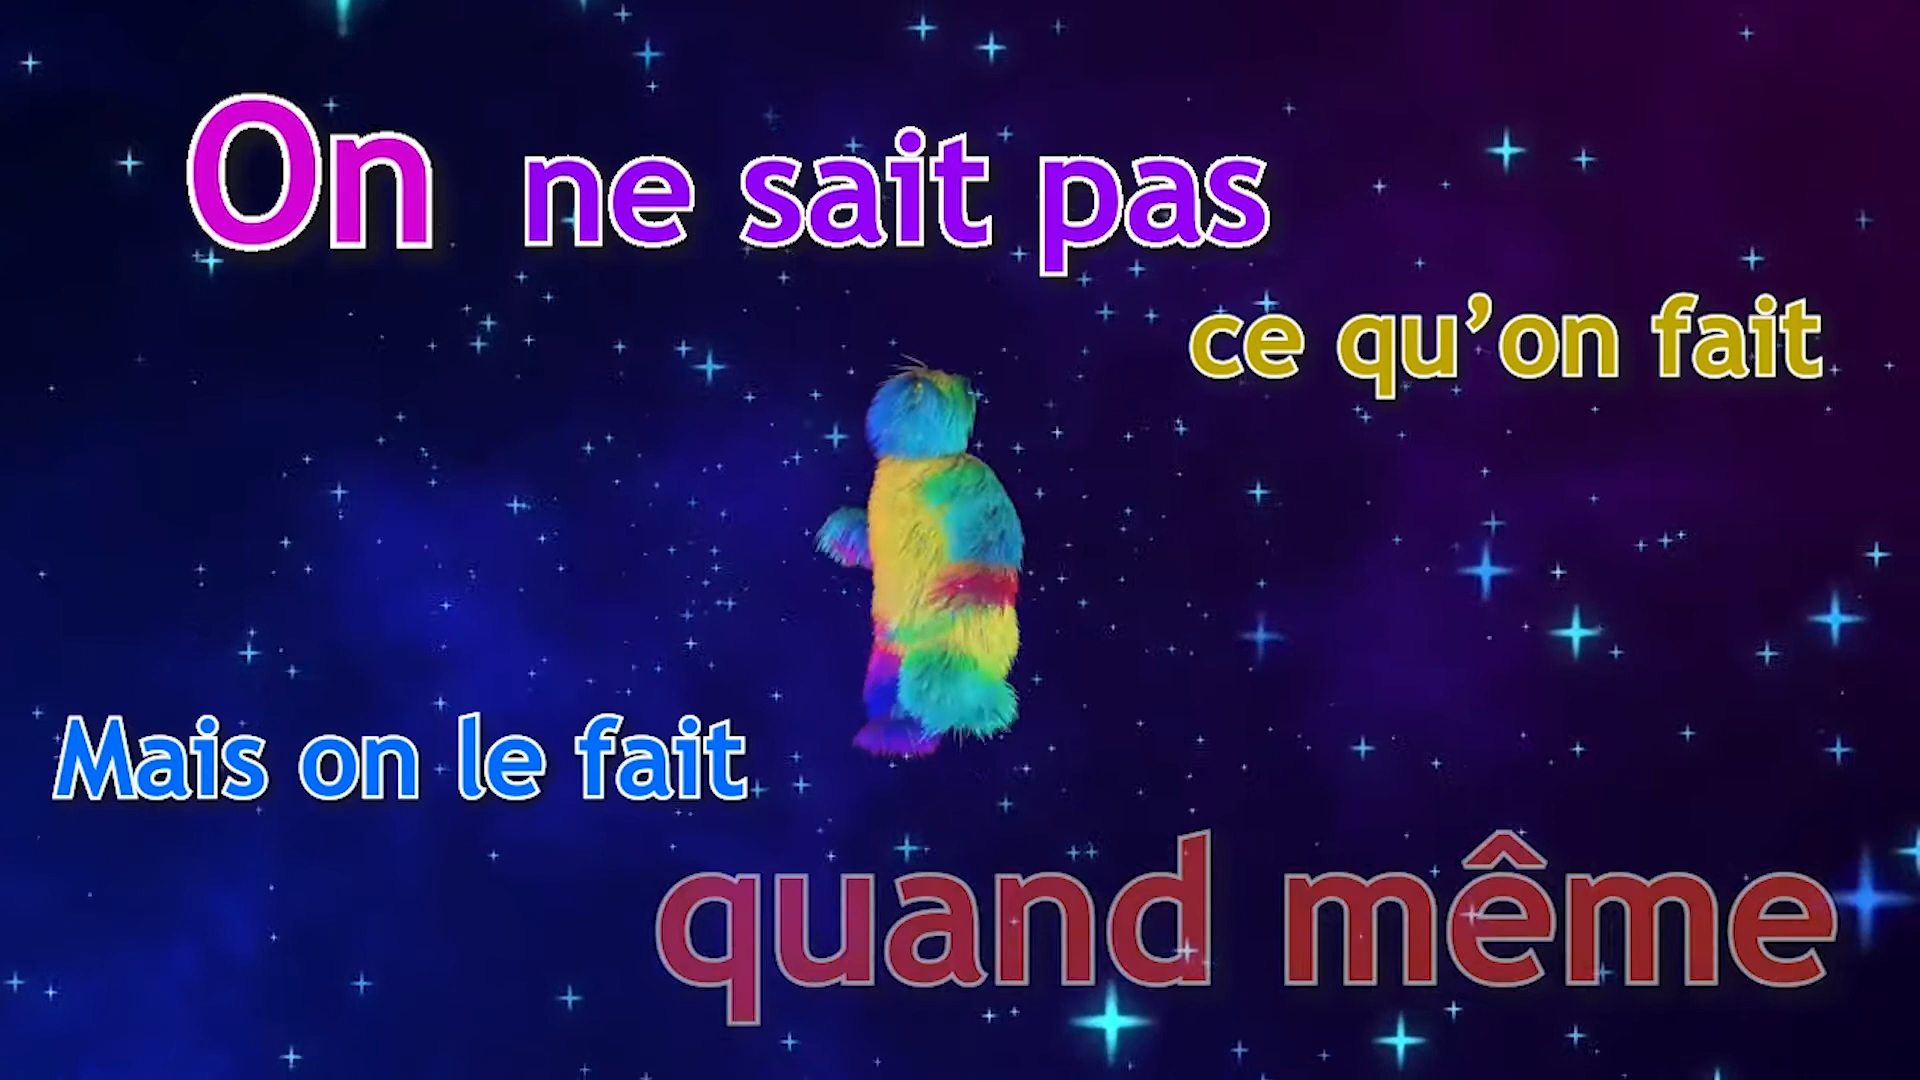 On ne sait pas
ce qu’on fait
Mais on le fait
quand même